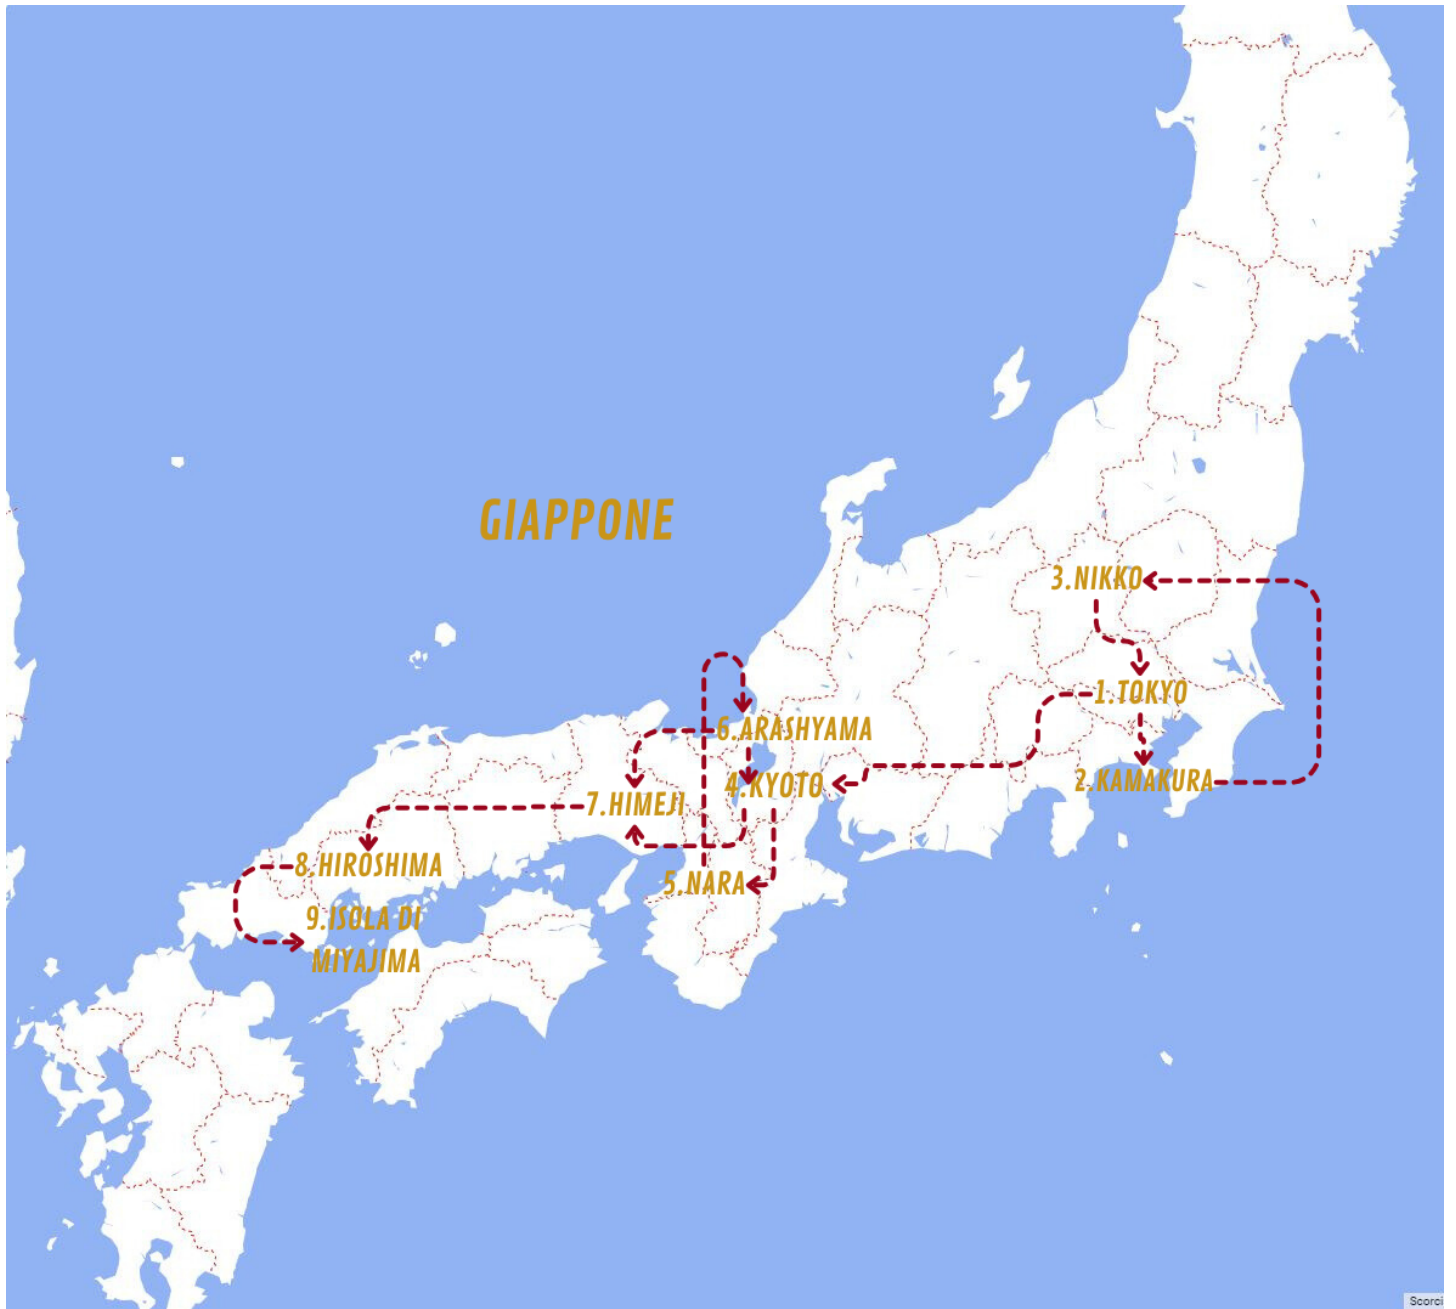 GIAPPONE
3.NIKKO
1.TOKYO
6.ARASHYAMA
2.KAMAKURA
4.KYOTO
7.HIMEJI
8.HIROSHIMA
5.NARA
9.ISOLA DI
MIYAJIMA
Scorci